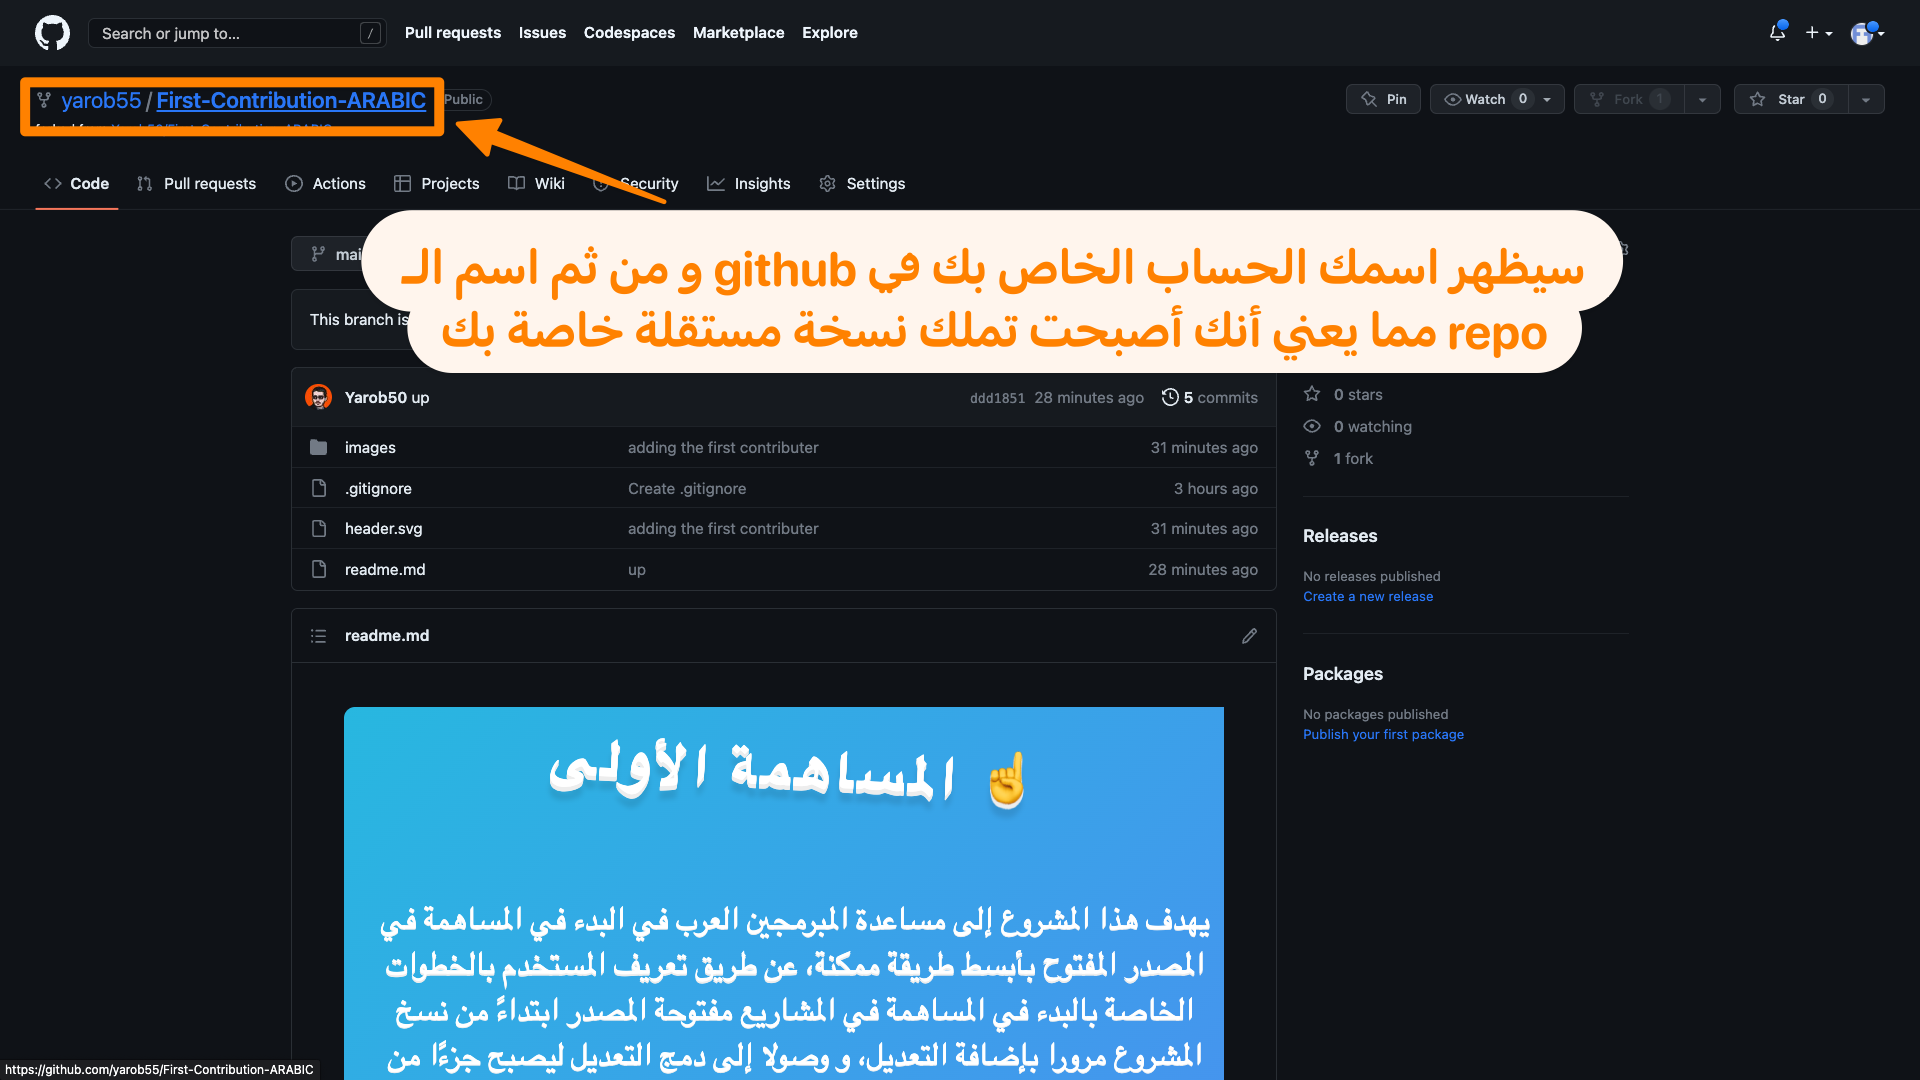 Search or jump to... /
Pull requests Issues Codespaces Marketplace Explore
yarob55 / First-Contribution-ARABIC Public
Pin
Watch 0
Fork 1
Star 0
Code
Pull requests
Actions
Projects
Wiki
Security
Insights
Settings
سيظهر اسمك الحساب الخاص بك في github و من ثم اسم الـ
repo مما يعني أنك أصبحت تملك نسخة مستقلة خاصة بك
This branch is
Yarob50 up ddd1851 28 minutes ago 5 commits
images adding the first contributer 31 minutes ago
.gitignore Create .gitignore 3 hours ago
header.svg adding the first contributer 31 minutes ago
readme.md up 28 minutes ago
0 stars
0 watching
1 fork
Releases
No releases published
Create a new release
Packages
No packages published
Publish your first package
readme.md
☝️ المساهمة الأولى
يهدف هذا المشروع إلى مساعدة المبرمجين العرب في البدء في المساهمة في
المصدر المفتوح بأبسط طريقة ممكنة، عن طريق تعريف المستخدم بالخطوات
الخاصة بالبدء في المساهمة في المشاريع مفتوحة المصدر ابتداءً من نسخ
المشروع مرورا بإضافة التعديل، و وصولا إلى دمج التعديل ليصبح جزءًا من
https://github.com/yarob55/First-Contribution-ARABIC